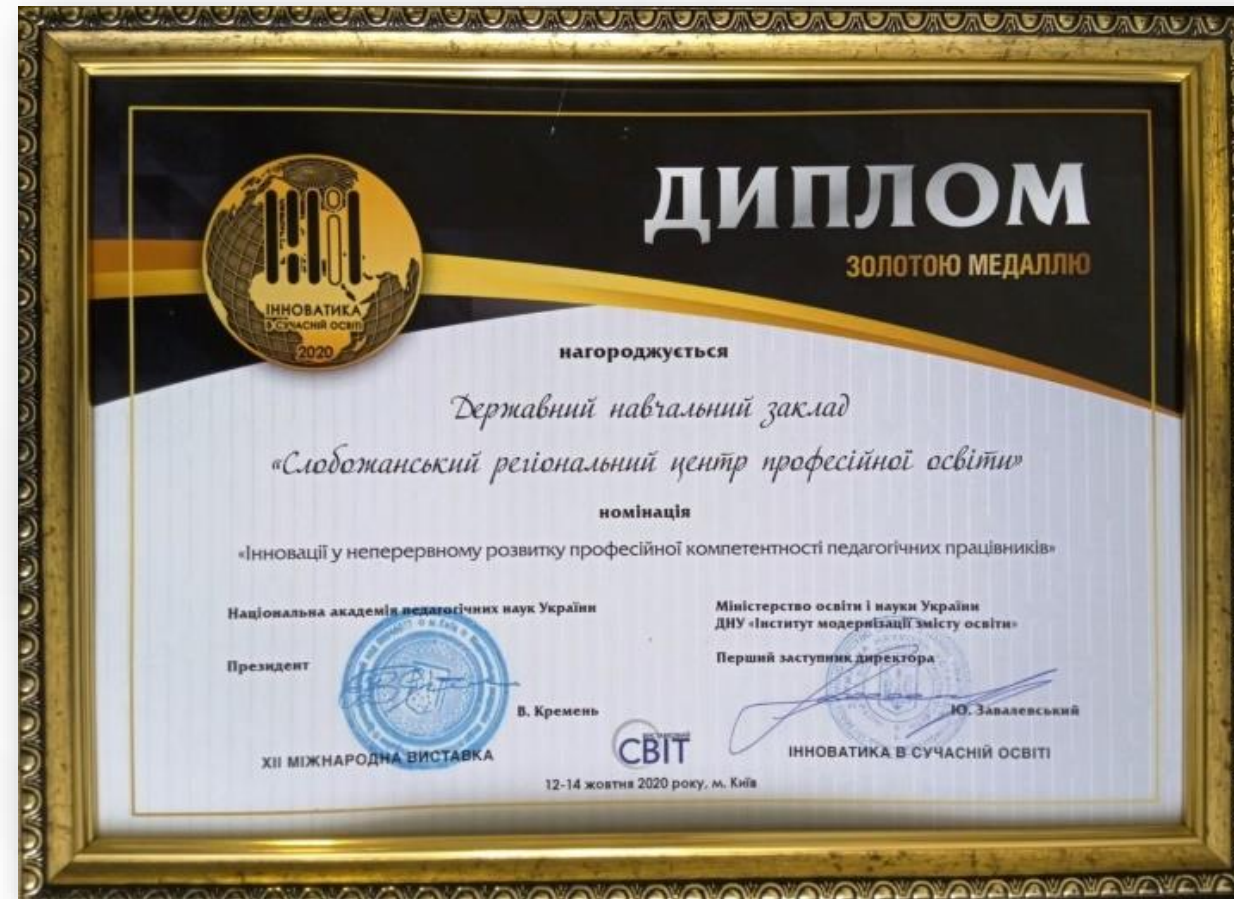 ДИПЛОМ
ЗОЛОТОЮ МЕДАЛЛЮ
ІННОВАТИКА
В СУЧАСНІЙ ОСВІТІ
2020
нагороджується
Державний навчальний заклад
«Слобожанський регіональний центр професійної освіти»
номінація
«Інновації у неперервному розвитку професійної компетентності педагогічних працівників»
Національна академія педагогічних наук України
Президент
В. Кремень
Міністерство освіти і науки України
ДНУ «Інститут модернізації змісту освіти»
Перший заступник директора
Ю. Завалевський
XII МІЖНАРОДНА ВИСТАВКА
СВІТ
ІННОВАТИКА В СУЧАСНІЙ ОСВІТІ
12-14 жовтня 2020 року, м. Київ